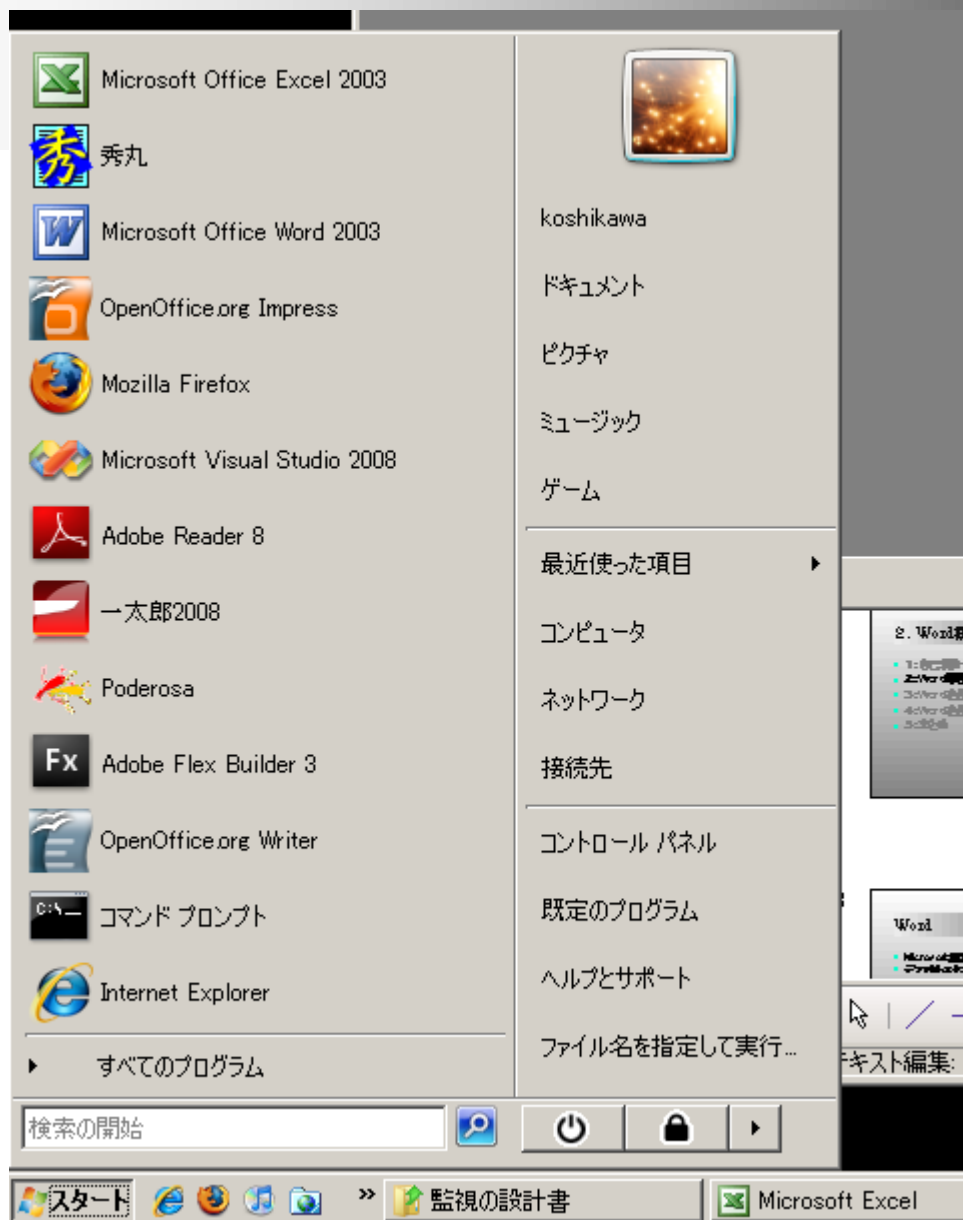 Microsoft Office Excel 2003
秀丸
Microsoft Office Word 2003
OpenOffice.org Impress
Mozilla Firefox
Microsoft Visual Studio 2008
Adobe Reader 8
一太郎2008
Poderosa
Fx
Adobe Flex Builder 3
OpenOffice.org Writer
コマンド プロンプト
Internet Explorer
すべてのプログラム
検索の開始
koshikawa
ドキュメント
ピクチャ
ミュージック
ゲーム
最近使った項目
コンピュータ
ネットワーク
接続先
コントロール パネル
既定のプログラム
ヘルプとサポート
ファイル名を指定して実行...
2. Word
Word
キスト編集:
スタート
»
監視の設計書
Microsoft Excel